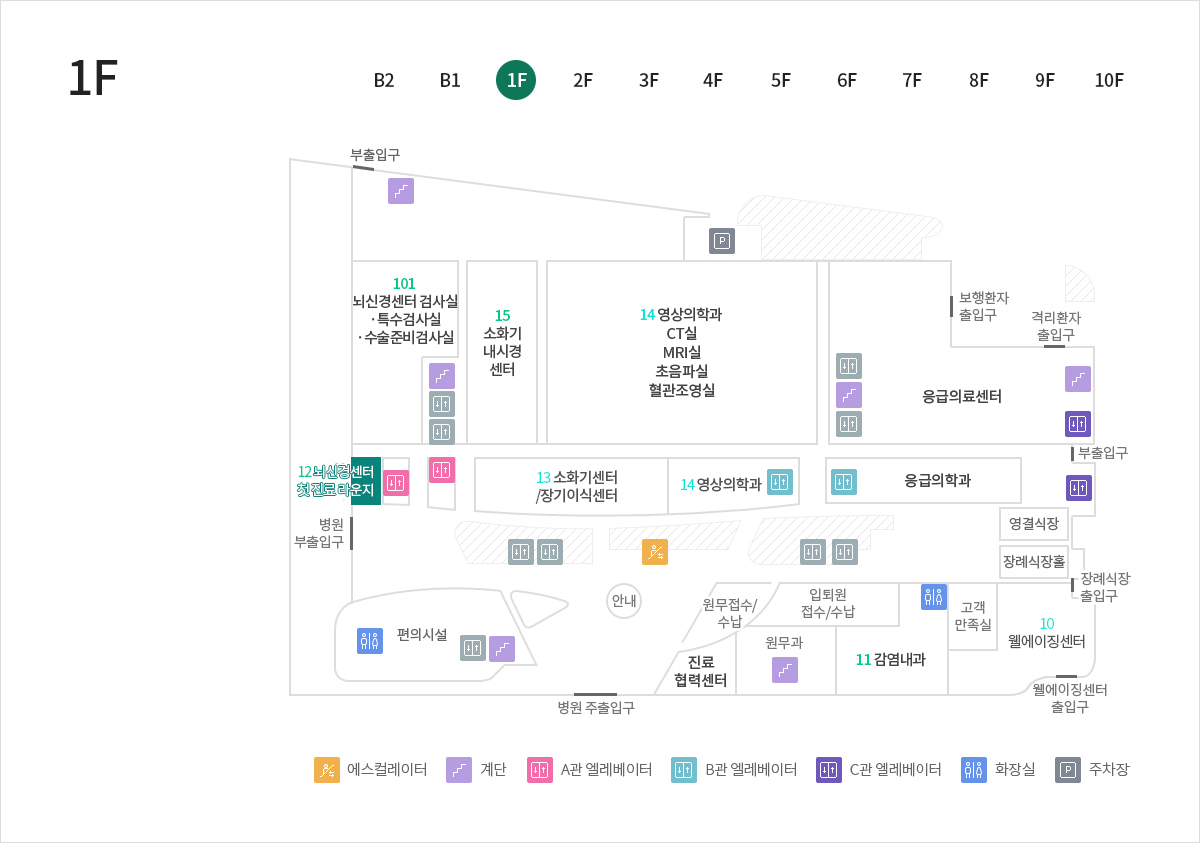 1F
B2 B1 1F 2F 3F 4F 5F 6F 7F 8F 9F 10F
부출입구
P
101
뇌신경센터 검사실
· 특수검사실
· 수술준비검사실
15
소화기
내시경
센터
14 영상의학과
CT실
MRI실
초음파실
혈관조영실
보행환자
출입구
격리환자
출입구
응급의료센터
부출입구
12 뇌신경센터
첫 진료 라운지
13 소화기센터
/장기이식센터
14 영상의학과
응급의학과
병원
부출입구
영결식장
장례식장홀
장례식장
출입구
안내
편의시설
원무접수/
수납
입퇴원
접수/수납
고객
만족실
10
웰에이징센터
원무과
진료
협력센터
11 감염내과
웰에이징센터
출입구
병원 주출입구
에스컬레이터
계단
A관 엘레베이터
B관 엘레베이터
C관 엘레베이터
화장실
P
주차장